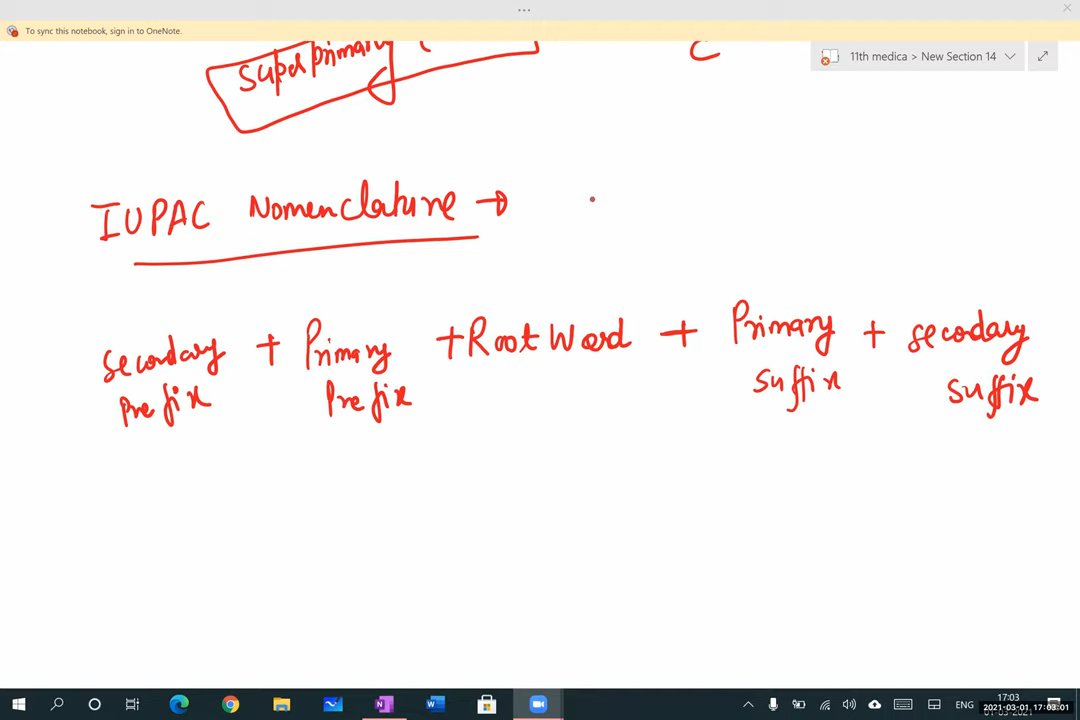 To sync this notebook, sign in to OneNote.
11th medica > New Section 14
Superprimary (
C
IUPAC Nomenclature →
Secondary Prefix + Primary Prefix + Root Word + Primary Suffix + Secodary Suffix
ENG
17:03
2021-03-01 17:03:01